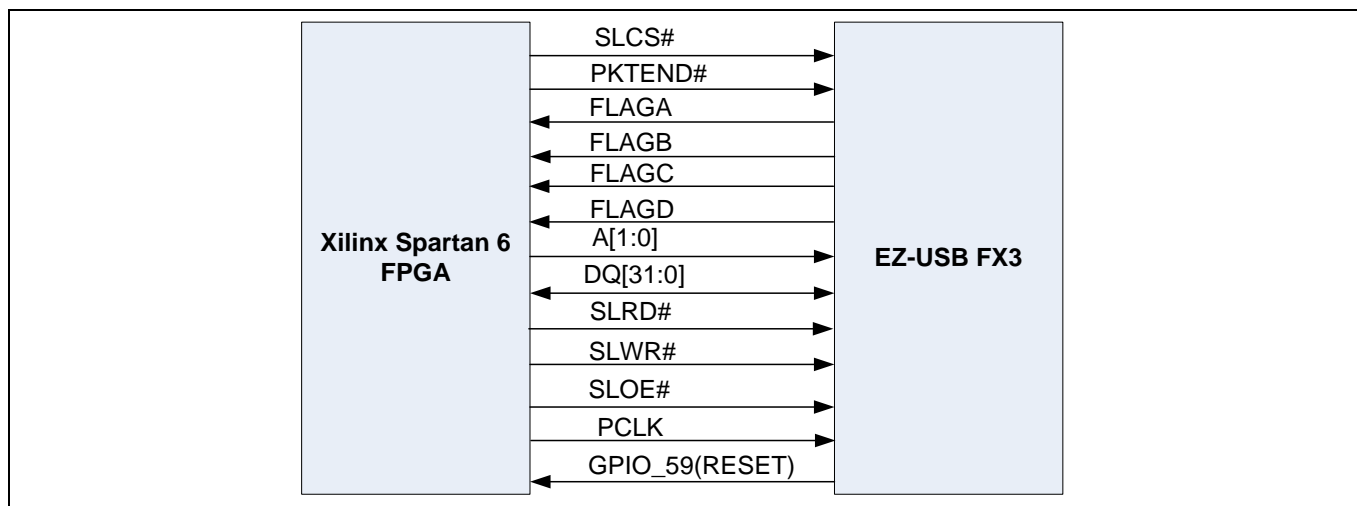 SLCS#
PKTEND#
FLAGA
FLAGB
FLAGC
FLAGD
A[1:0]
DQ[31:0]
SLRD#
SLWR#
SLOE#
PCLK
GPIO_59(RESET)
Xilinx Spartan 6
FPGA
EZ-USB FX3